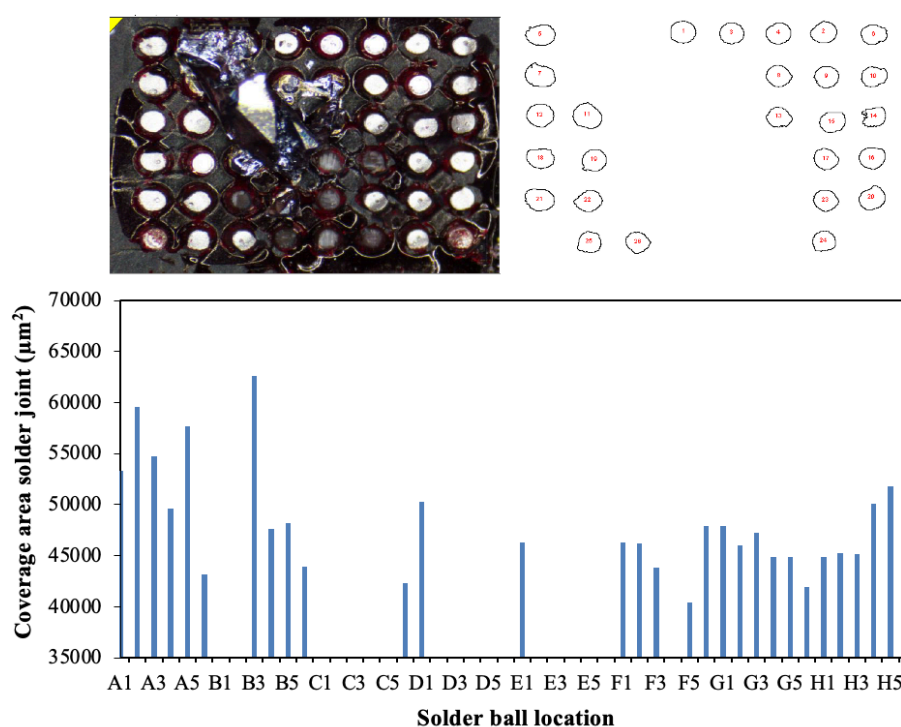 5 1 3 4 2 6
7 8 9 10
12 11 13 15 14
18 19 17 16
21 22 23 20
25 26 24
Coverage area solder joint (µm²)
70000
65000
60000
55000
50000
45000
40000
35000
A1 A3 A5 B1 B3 B5 C1 C3 C5 D1 D3 D5 E1 E3 E5 F1 F3 F5 G1 G3 G5 H1 H3 H5
Solder ball location